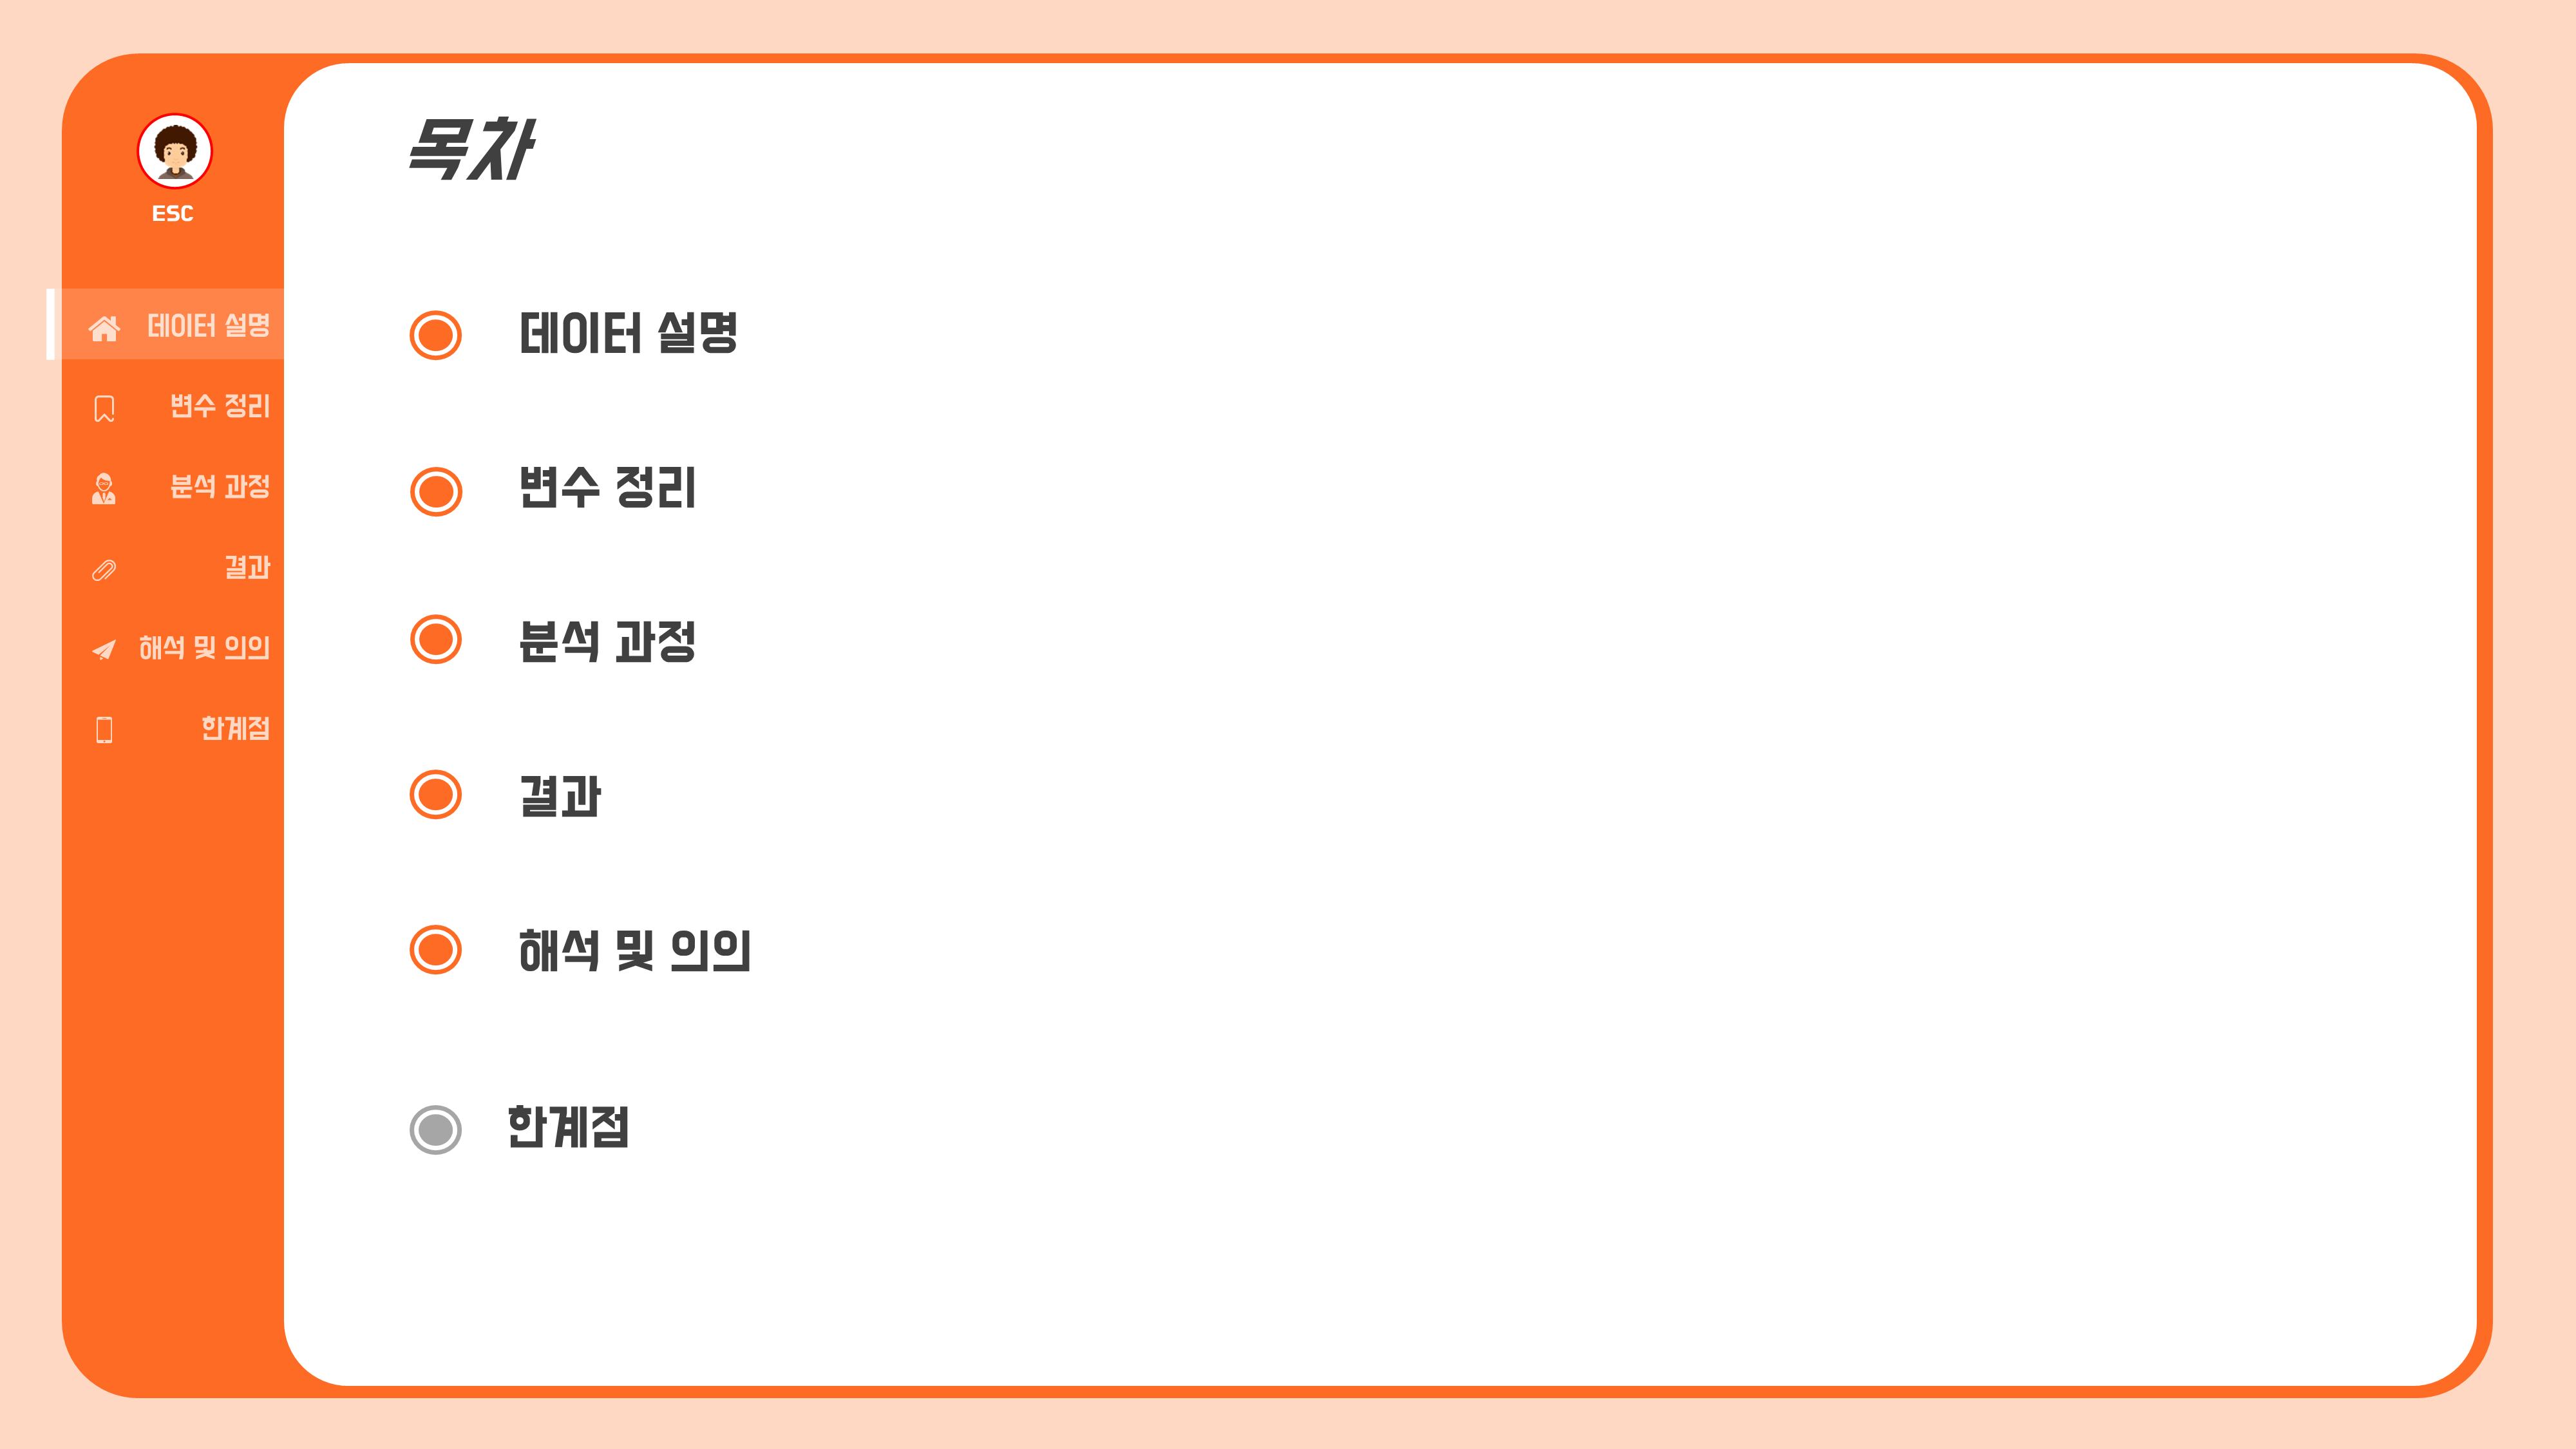 ESC
데이터 설명
변수 정리
분석 과정
결과
해석 및 의의
한계점
목차
데이터 설명
변수 정리
분석 과정
결과
해석 및 의의
한계점